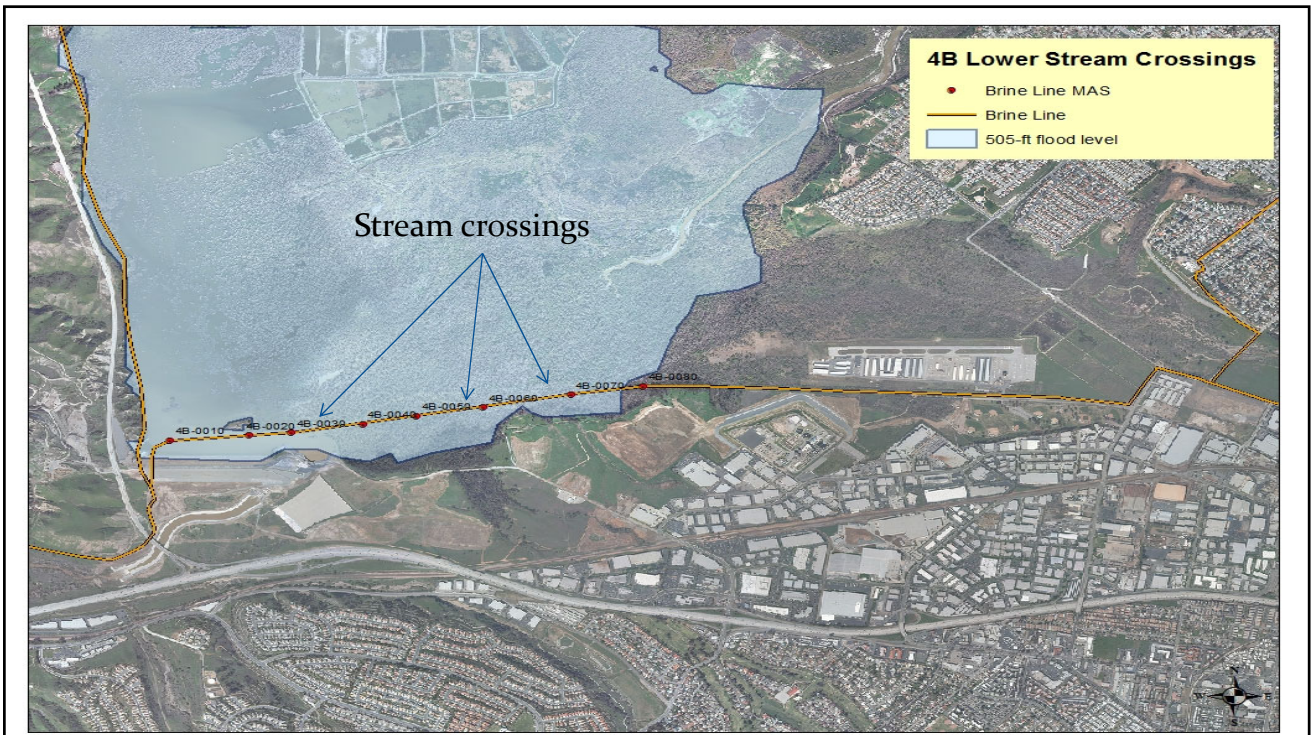 4B Lower Stream Crossings
Brine Line MAS
Brine Line
505-ft flood level
Stream crossings
4B-0010
4B-0020
4B-0030
4B-0040
4B-0050
4B-0060
4B-0070
4B-0080
N
W
E
S